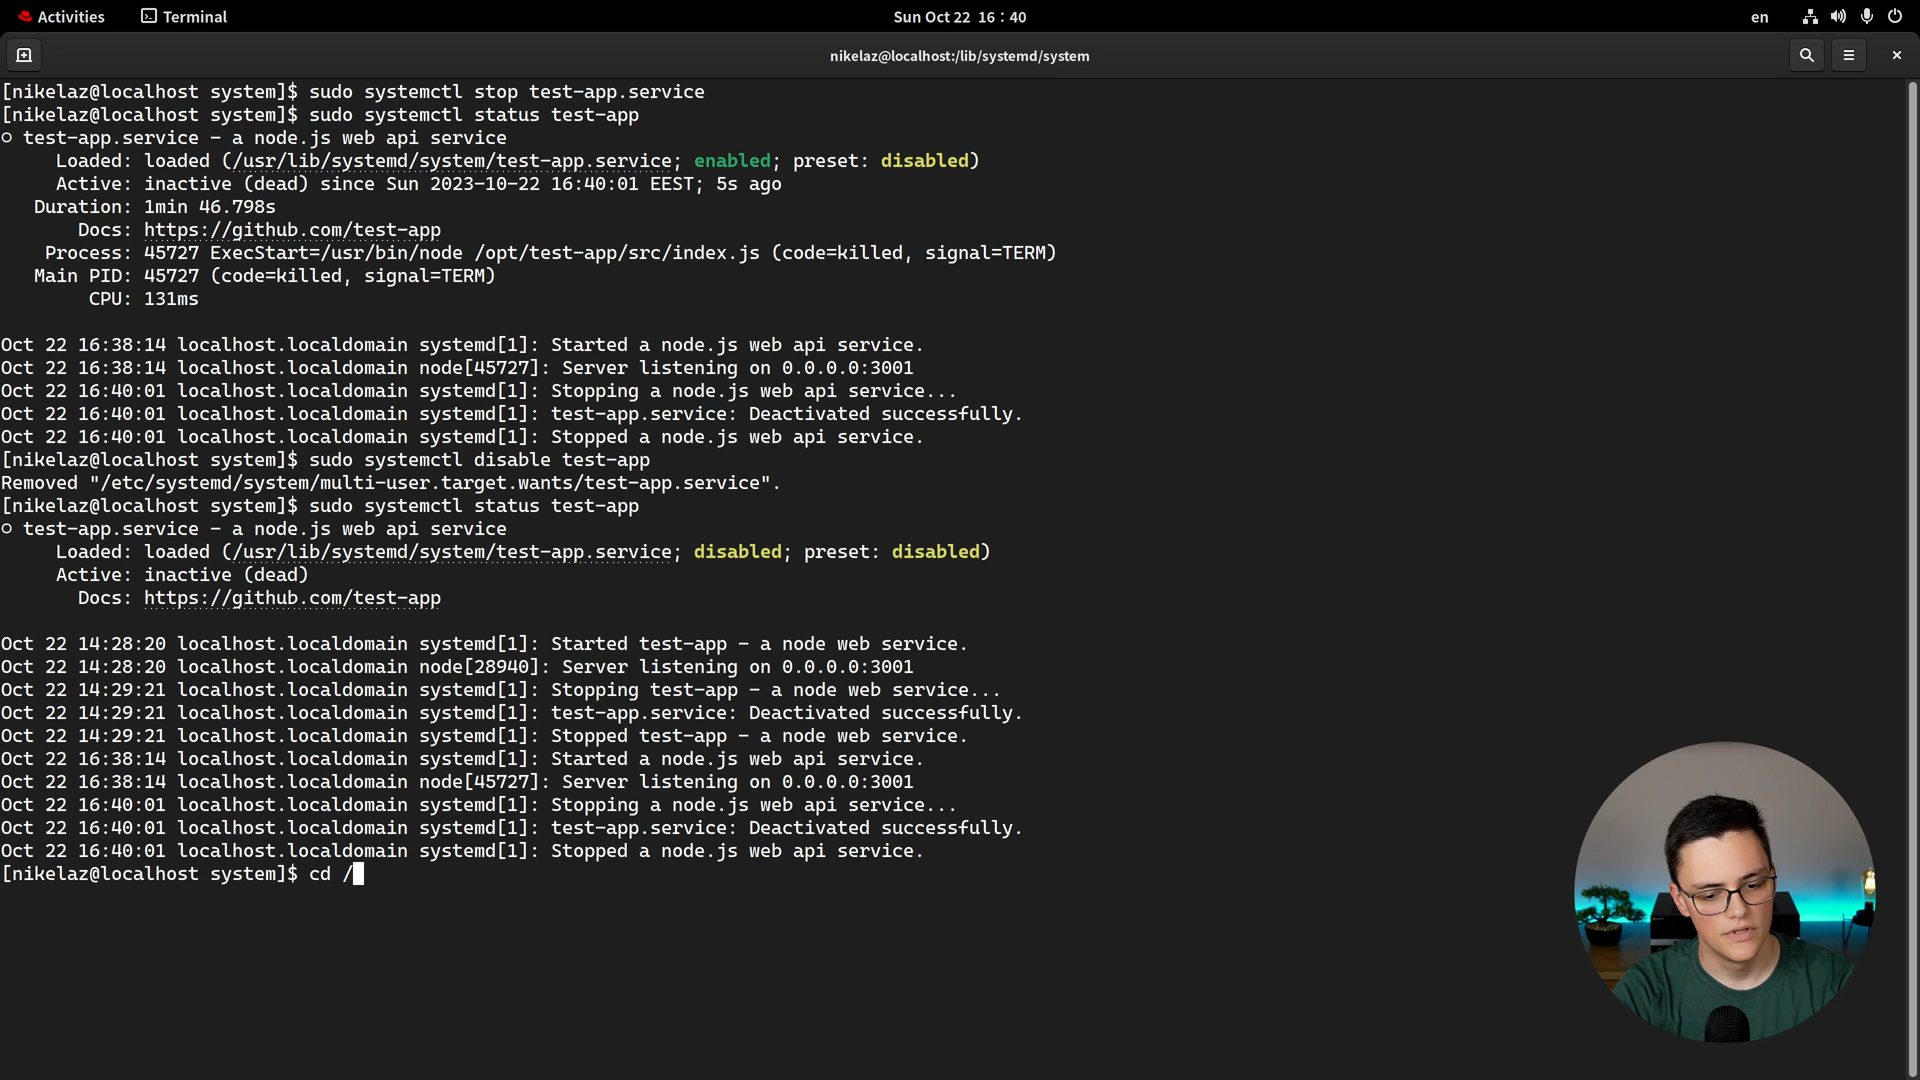 Activities Terminal Sun Oct 22 16:40 en
nikelaz@localhost:/lib/systemd/system
[nikelaz@localhost system]$ sudo systemctl stop test-app.service
[nikelaz@localhost system]$ sudo systemctl status test-app
○ test-app.service - a node.js web api service
Loaded: loaded (/usr/lib/systemd/system/test-app.service; enabled; preset: disabled)
Active: inactive (dead) since Sun 2023-10-22 16:40:01 EEST; 5s ago
Duration: 1min 46.798s
Docs: https://github.com/test-app
Process: 45727 ExecStart=/usr/bin/node /opt/test-app/src/index.js (code=killed, signal=TERM)
Main PID: 45727 (code=killed, signal=TERM)
CPU: 131ms
Oct 22 16:38:14 localhost.localdomain systemd[1]: Started a node.js web api service.
Oct 22 16:38:14 localhost.localdomain node[45727]: Server listening on 0.0.0.0:3001
Oct 22 16:40:01 localhost.localdomain systemd[1]: Stopping a node.js web api service...
Oct 22 16:40:01 localhost.localdomain systemd[1]: test-app.service: Deactivated successfully.
Oct 22 16:40:01 localhost.localdomain systemd[1]: Stopped a node.js web api service.
[nikelaz@localhost system]$ sudo systemctl disable test-app
Removed "/etc/systemd/system/multi-user.target.wants/test-app.service".
[nikelaz@localhost system]$ sudo systemctl status test-app
○ test-app.service - a node.js web api service
Loaded: loaded (/usr/lib/systemd/system/test-app.service; disabled; preset: disabled)
Active: inactive (dead)
Docs: https://github.com/test-app
Oct 22 14:28:20 localhost.localdomain systemd[1]: Started test-app - a node web service.
Oct 22 14:28:20 localhost.localdomain node[28940]: Server listening on 0.0.0.0:3001
Oct 22 14:29:21 localhost.localdomain systemd[1]: Stopping test-app - a node web service...
Oct 22 14:29:21 localhost.localdomain systemd[1]: test-app.service: Deactivated successfully.
Oct 22 14:29:21 localhost.localdomain systemd[1]: Stopped test-app - a node web service.
Oct 22 16:38:14 localhost.localdomain systemd[1]: Started a node.js web api service.
Oct 22 16:38:14 localhost.localdomain node[45727]: Server listening on 0.0.0.0:3001
Oct 22 16:40:01 localhost.localdomain systemd[1]: Stopping a node.js web api service...
Oct 22 16:40:01 localhost.localdomain systemd[1]: test-app.service: Deactivated successfully.
Oct 22 16:40:01 localhost.localdomain systemd[1]: Stopped a node.js web api service.
[nikelaz@localhost system]$ cd /